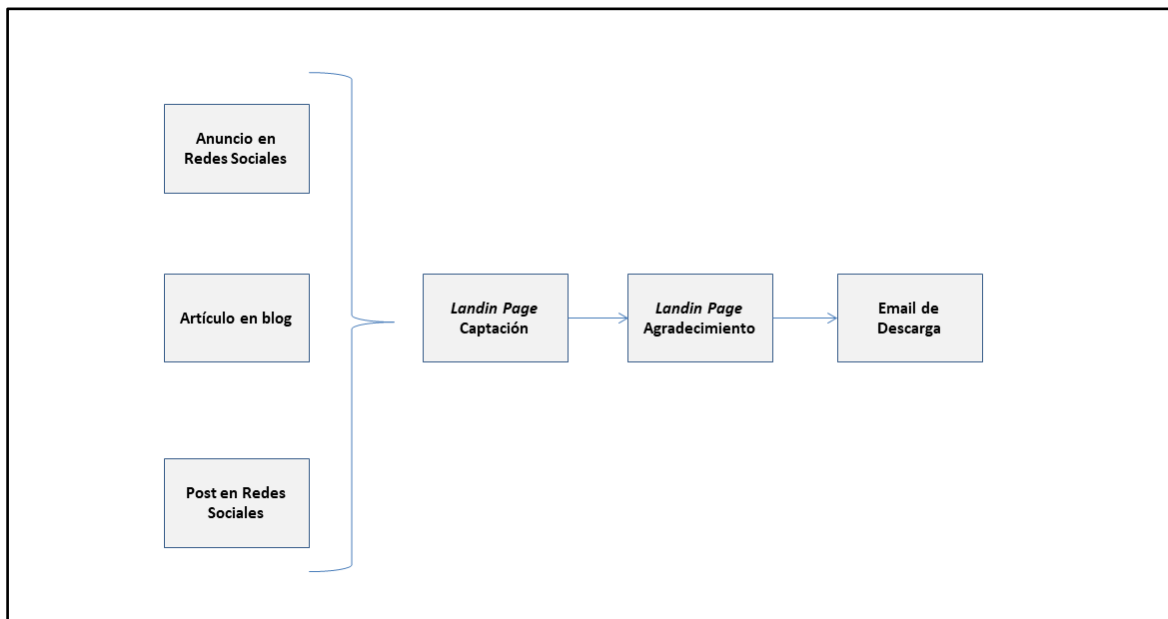 Anuncio en
Redes Sociales
Artículo en blog
Post en Redes
Sociales
Landin Page
Captación
Landin Page
Agradecimiento
Email de
Descarga